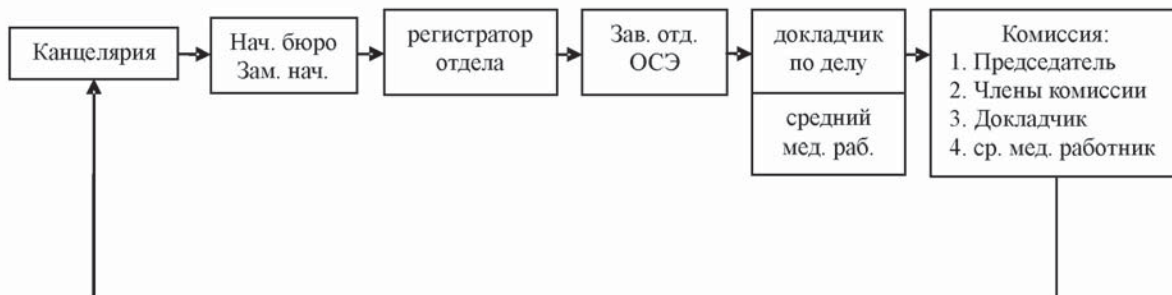 Канцелярия
Нач. бюро
Зам. нач.
регистратор
отдела
Зав. отд.
ОСЭ
докладчик
по делу
средний
мед. раб.
Комиссия:
1. Председатель
2. Члены комиссии
3. Докладчик
4. ср. мед. работник